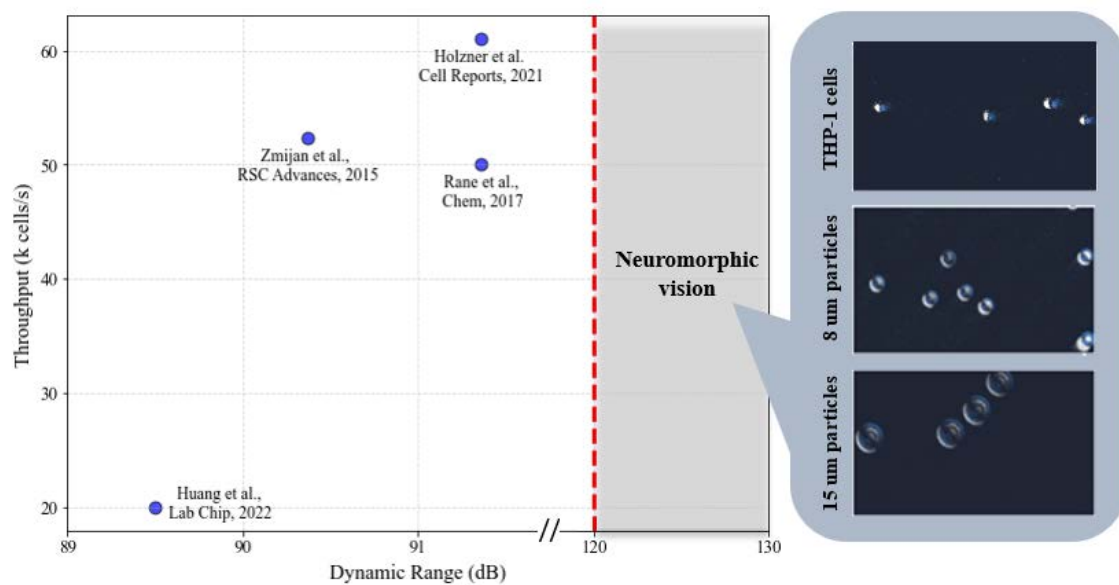 60
50
40
30
20
Throughput (k cells/s)
Holzner et al.
Cell Reports, 2021
Zmijan et al.,
RSC Advances, 2015
Rane et al.,
Chem, 2017
Huang et al.,
Lab Chip, 2022
Neuromorphic
vision
89
90
91
//
120
130
Dynamic Range (dB)
THP-1 cells
8 um particles
15 um particles